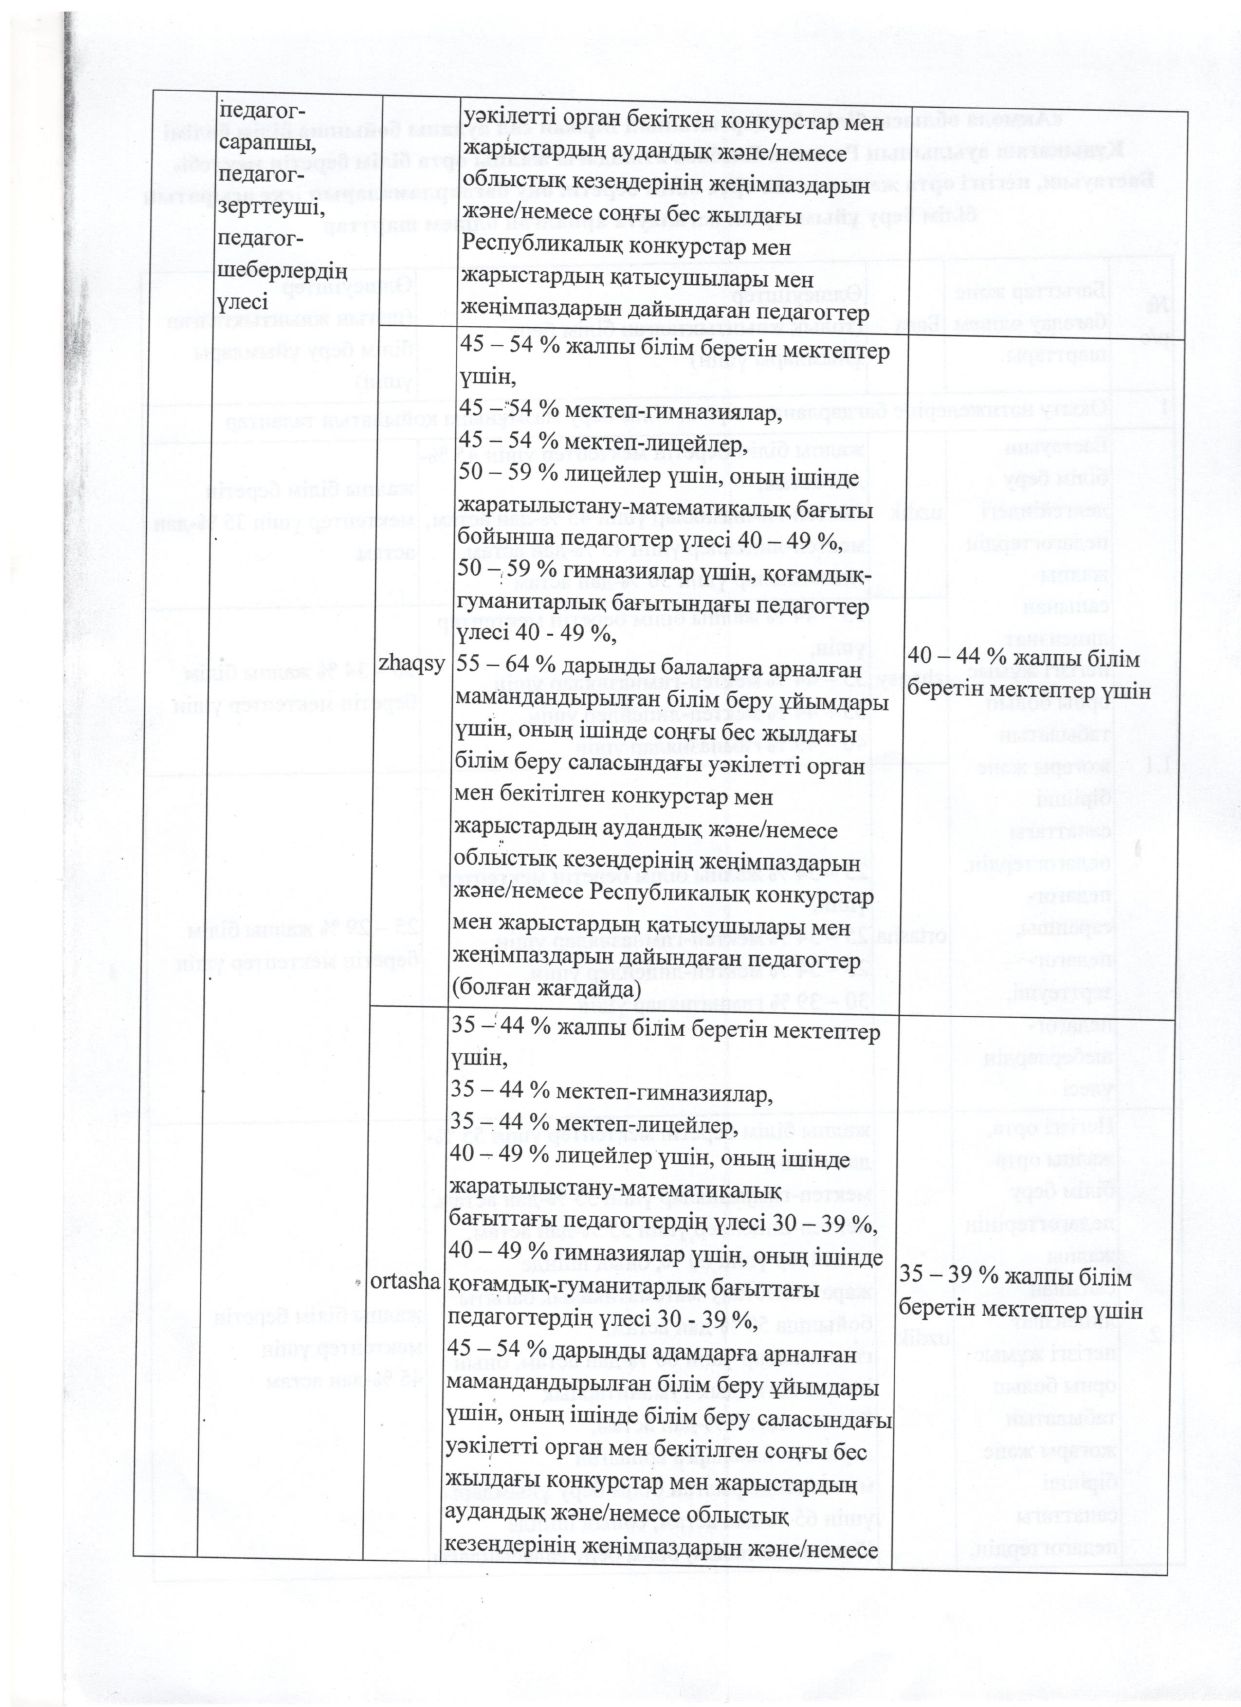 педагог-
сарапшы,
педагог-
зерттеуші,
педагог-
шеберлердің
үлесі
уәкілетті орган бекіткен конкурстар мен
жарыстардың аудандық және/немесе
облыстық кезеңдерінің жеңімпаздарын
және/немесе соңғы бес жылдағы
Республикалық конкурстар мен
жарыстардың қатысушылары мен
жеңімпаздарын дайындаған педагогтер
zhaqsy
45 – 54 % жалпы білім беретін мектептер
үшін,
45 – 54 % мектеп-гимназиялар,
45 – 54 % мектеп-лицейлер,
50 – 59 % лицейлер үшін, оның ішінде
жаратылыстану-математикалық бағыты
бойынша педагогтер үлесі 40 – 49 %,
50 – 59 % гимназиялар үшін, қоғамдық-
гуманитарлық бағытындағы педагогтер
үлесі 40 - 49 %,
55 – 64 % дарынды балаларға арналған
мамандандырылған білім беру ұйымдары
үшін, оның ішінде соңғы бес жылдағы
білім беру саласындағы уәкілетті орган
мен бекітілген конкурстар мен
жарыстардың аудандық және/немесе
облыстық кезеңдерінің жеңімпаздарын
және/немесе Республикалық конкурстар
мен жарыстардың қатысушылары мен
жеңімпаздарын дайындаған педагогтер
(болған жағдайда)
40 – 44 % жалпы білім
беретін мектептер үшін
ortasha
35 – 44 % жалпы білім беретін мектептер
үшін,
35 – 44 % мектеп-гимназиялар,
35 – 44 % мектеп-лицейлер,
40 – 49 % лицейлер үшін, оның ішінде
жаратылыстану-математикалық
бағыттағы педагогтердің үлесі 30 – 39 %,
40 – 49 % гимназиялар үшін, оның ішінде
қоғамдық-гуманитарлық бағыттағы
педагогтердің үлесі 30 - 39 %,
45 – 54 % дарынды адамдарға арналған
мамандандырылған білім беру ұйымдары
үшін, оның ішінде білім беру саласындағы
уәкілетті орган мен бекітілген соңғы бес
жылдағы конкурстар мен жарыстардың
аудандық және/немесе облыстық
кезеңдерінің жеңімпаздарын және/немесе
35 – 39 % жалпы білім
беретін мектептер үшін